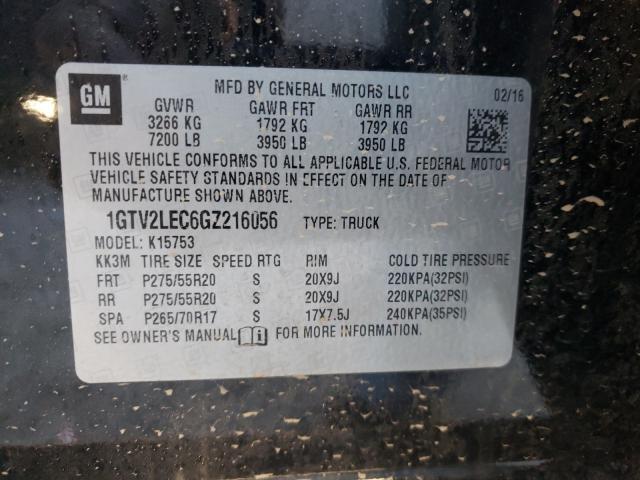 GM
MFD BY GENERAL MOTORS LLC 02/16
GVWR GAWR FRT GAWR RR
3266 KG 1792 KG 1792 KG
7200 LB 3950 LB 3950 LB
THIS VEHICLE CONFORMS TO ALL APPLICABLE U.S. FEDERAL MOTOR
VEHICLE SAFETY STANDARDS IN EFFECT ON THE DATE OF
MANUFACTURE SHOWN ABOVE.
1GTV2LEC6GZ216056 TYPE: TRUCK
MODEL: K15753
KK3M TIRE SIZE SPEED RTG RIM COLD TIRE PRESSURE
FRT P275/55R20 S 20X9J 220KPA(32PSI)
RR P275/55R20 S 20X9J 220KPA(32PSI)
SPA P265/70R17 S 17X7.5J 240KPA(35PSI)
SEE OWNER'S MANUAL FOR MORE INFORMATION.